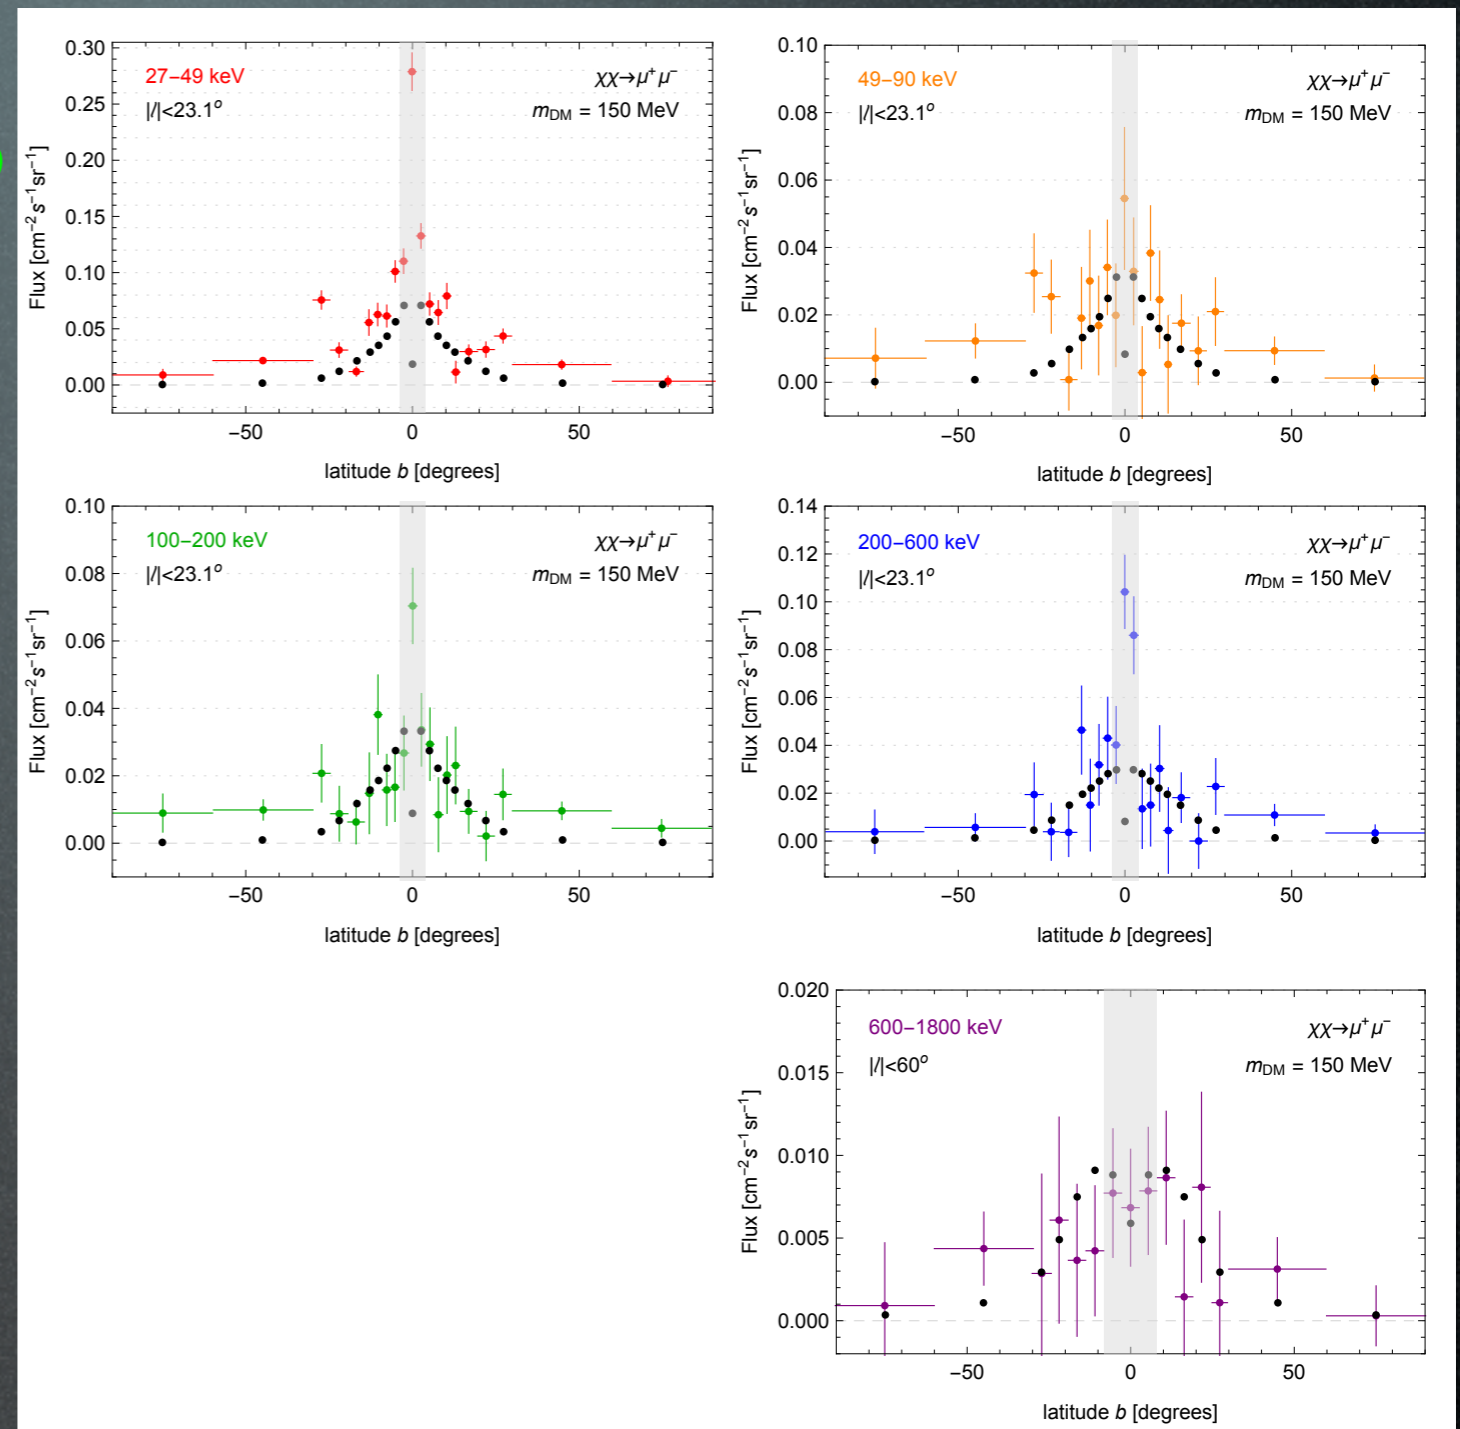 27–49 keV
χχ→μ⁺μ⁻
|l|<23.1°
m_DM = 150 MeV
0.30
0.25
0.20
0.15
0.10
0.05
0.00
Flux [cm⁻²s⁻¹sr⁻¹]
−50 0 50
latitude b [degrees]
49–90 keV
χχ→μ⁺μ⁻
|l|<23.1°
m_DM = 150 MeV
0.10
0.08
0.06
0.04
0.02
0.00
Flux [cm⁻²s⁻¹sr⁻¹]
−50 0 50
latitude b [degrees]
100–200 keV
χχ→μ⁺μ⁻
|l|<23.1°
m_DM = 150 MeV
0.10
0.08
0.06
0.04
0.02
0.00
Flux [cm⁻²s⁻¹sr⁻¹]
−50 0 50
latitude b [degrees]
200–600 keV
χχ→μ⁺μ⁻
|l|<23.1°
m_DM = 150 MeV
0.14
0.12
0.10
0.08
0.06
0.04
0.02
0.00
Flux [cm⁻²s⁻¹sr⁻¹]
−50 0 50
latitude b [degrees]
600–1800 keV
χχ→μ⁺μ⁻
|l|<60°
m_DM = 150 MeV
0.020
0.015
0.010
0.005
0.000
Flux [cm⁻²s⁻¹sr⁻¹]
−50 0 50
latitude b [degrees]